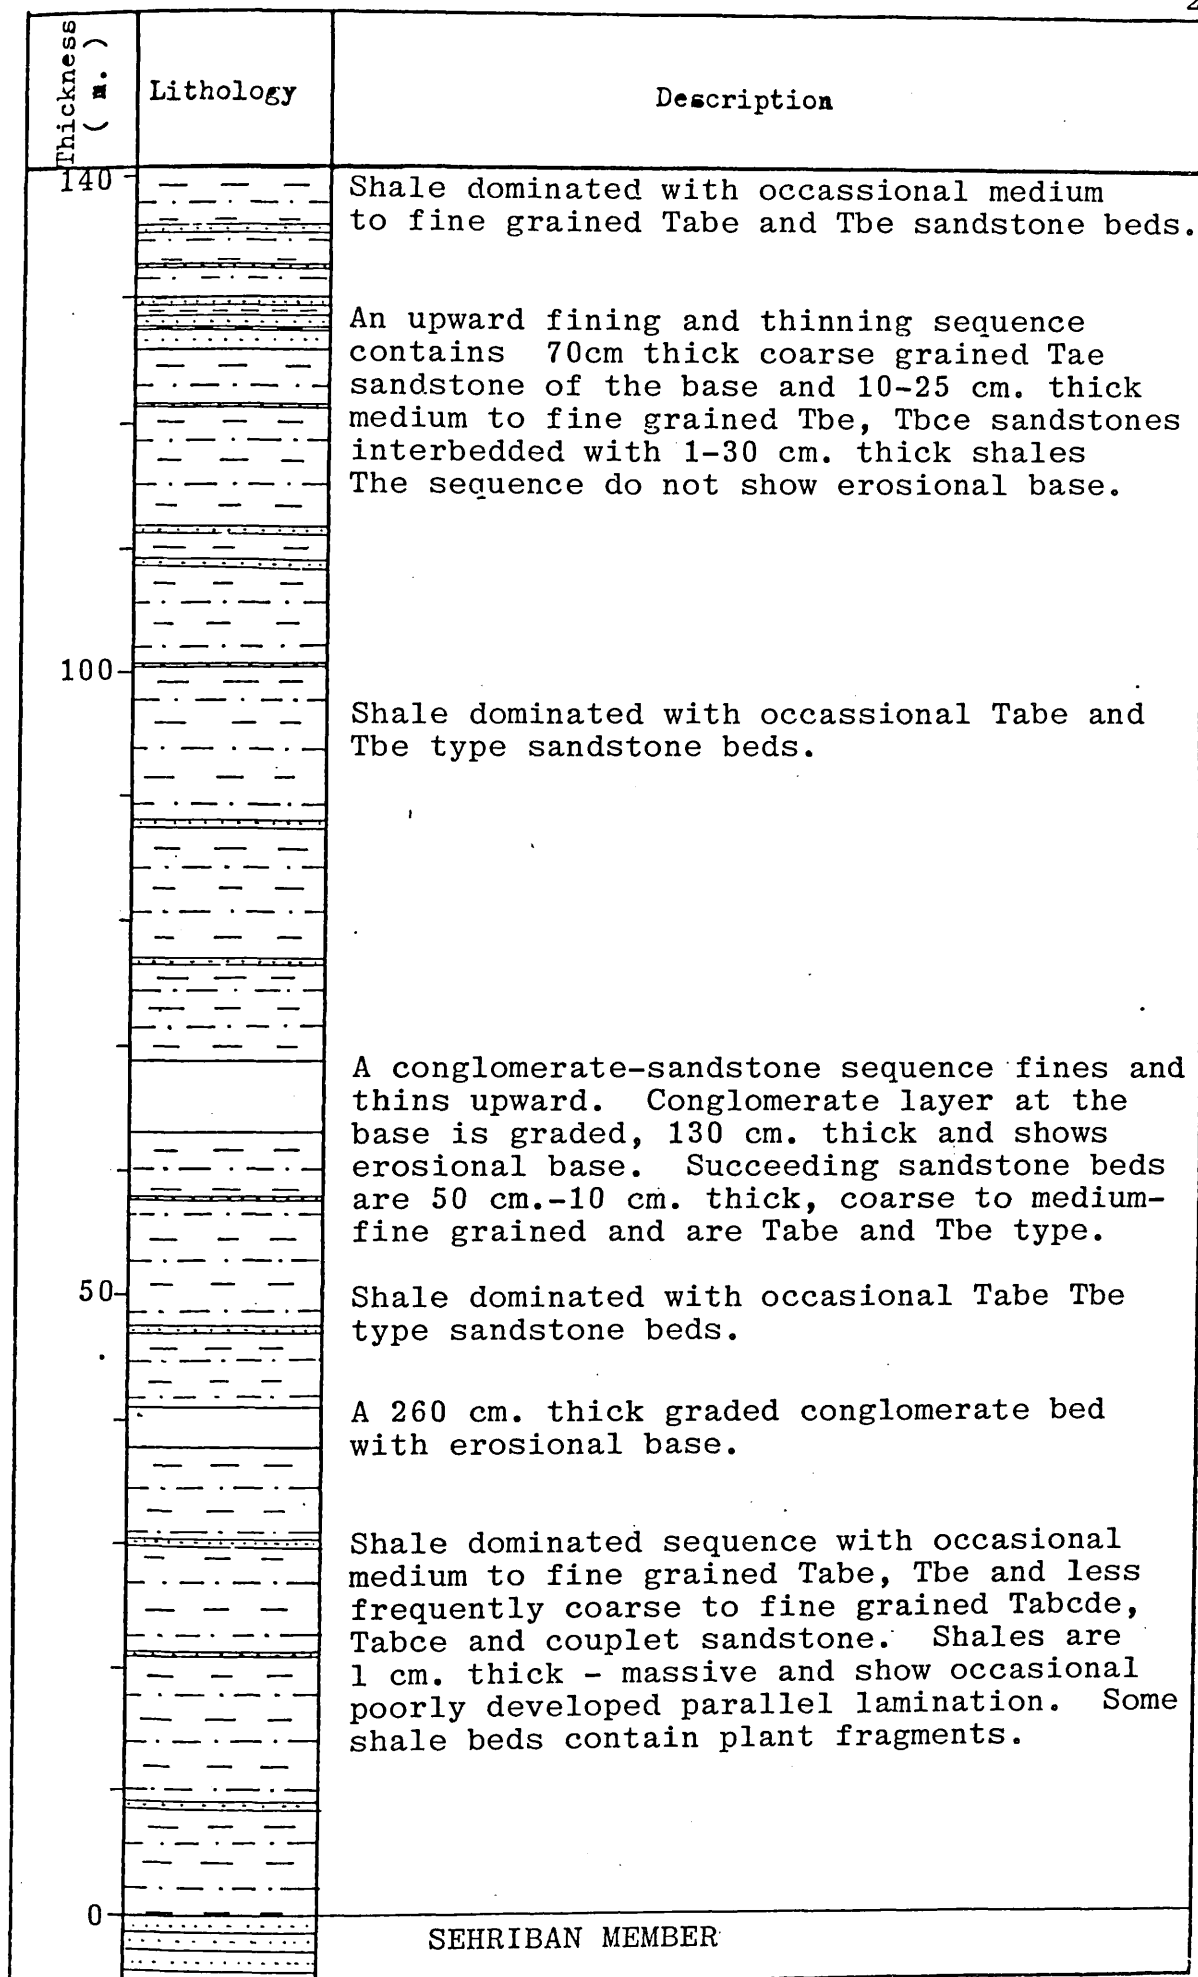 2
Thickness
( m. )
Lithology
Description
140
Shale dominated with occassional medium
to fine grained Tabe and Tbe sandstone beds.
An upward fining and thinning sequence
contains 70cm thick coarse grained Tae
sandstone of the base and 10-25 cm. thick
medium to fine grained Tbe, Tbce sandstones
interbedded with 1-30 cm. thick shales
The sequence do not show erosional base.
100
Shale dominated with occassional Tabe and
Tbe type sandstone beds.
A conglomerate-sandstone sequence fines and
thins upward. Conglomerate layer at the
base is graded, 130 cm. thick and shows
erosional base. Succeeding sandstone beds
are 50 cm.-10 cm. thick, coarse to medium-
fine grained and are Tabe and Tbe type.
50
Shale dominated with occasional Tabe Tbe
type sandstone beds.
A 260 cm. thick graded conglomerate bed
with erosional base.
Shale dominated sequence with occasional
medium to fine grained Tabe, Tbe and less
frequently coarse to fine grained Tabcde,
Tabce and couplet sandstone. Shales are
1 cm. thick - massive and show occasional
poorly developed parallel lamination. Some
shale beds contain plant fragments.
0
SEHRIBAN MEMBER